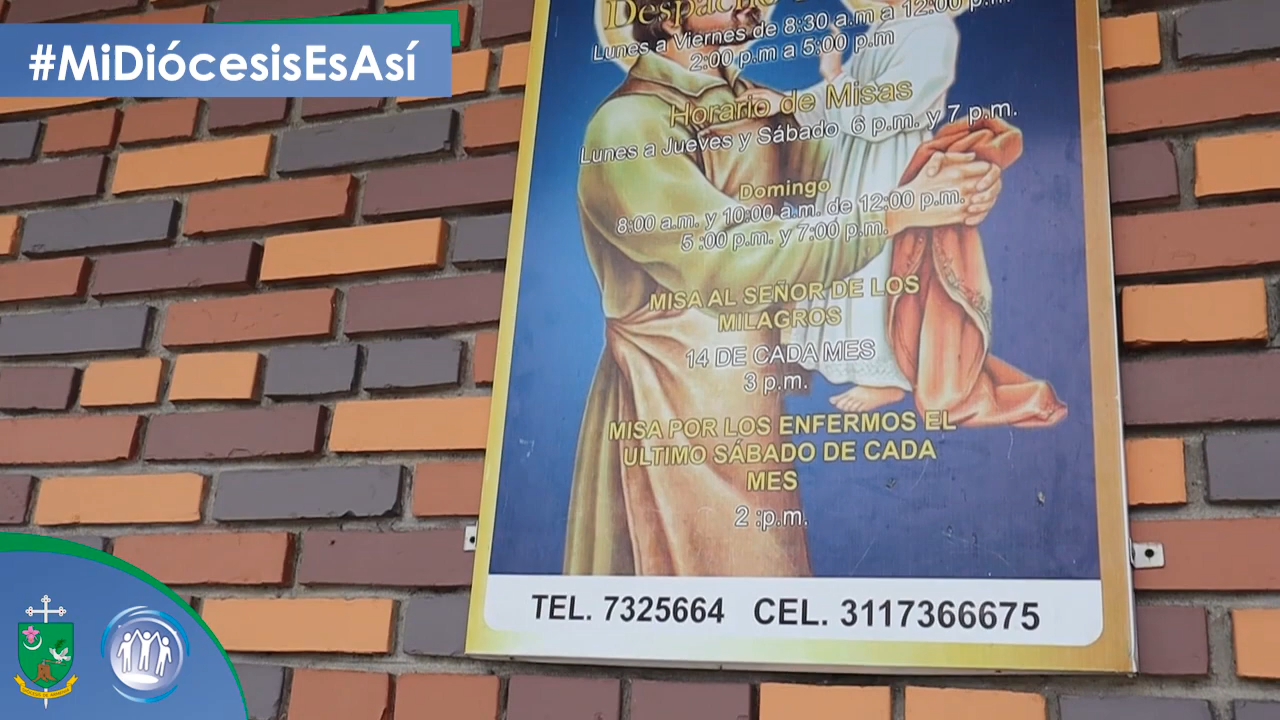 #MiDiócesisEsAsí
Despacho
Lunes a Viernes de 8:30 a.m a 12:00 p.m
2:00 p.m a 5:00 p.m
Horario de Misas
Lunes a Jueves y Sábado 6 p.m. y 7 p.m.
Domingo
8:00 a.m. y 10:00 a.m. de 12:00 p.m.
5 :00 p.m. y 7:00 p.m.
MISA AL SEÑOR DE LOS
MILAGROS
14 DE CADA MES
3 p.m.
MISA POR LOS ENFERMOS EL
ULTIMO SÁBADO DE CADA
MES
2 :p.m.
TEL. 7325664 CEL. 3117366675